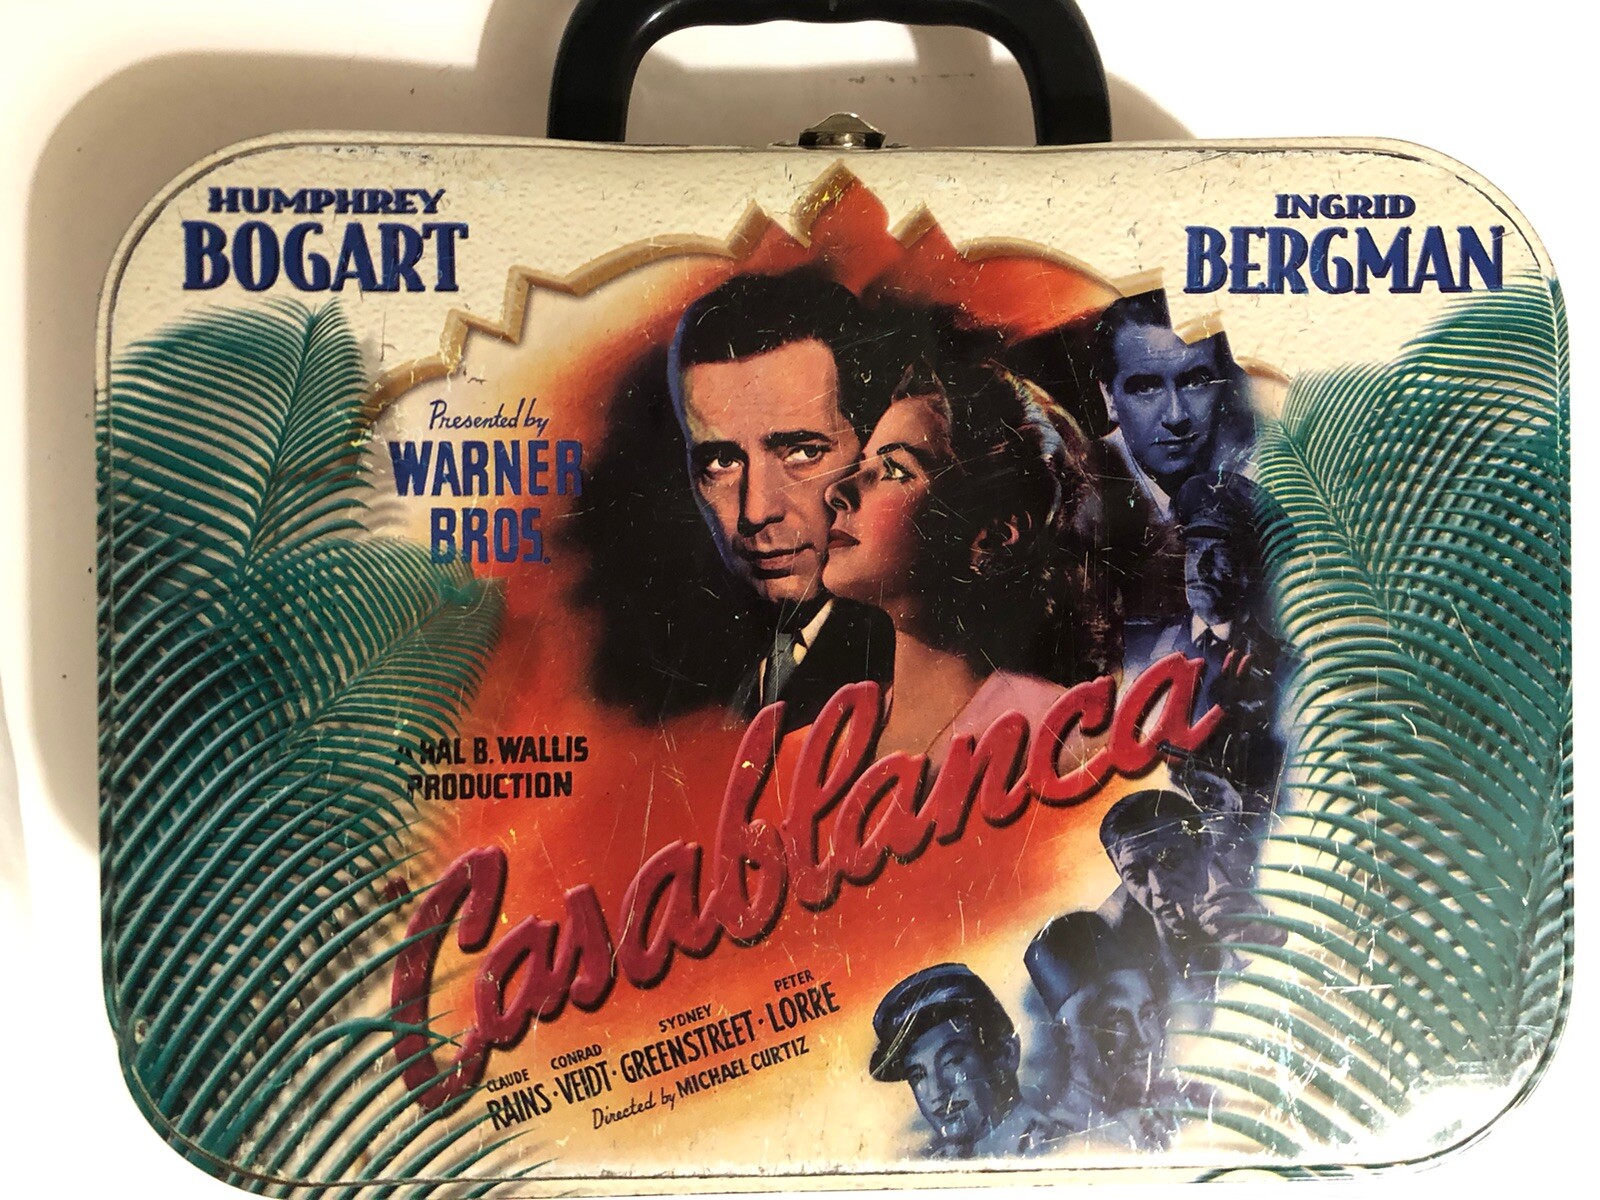 HUMPHREY
BOGART
INGRID
BERGMAN
Presented by
WARNER
BROS.
A HAL B. WALLIS
PRODUCTION
Casablanca
CLAUDE CONRAD SYDNEY PETER
RAINS · VEIDT · GREENSTREET · LORRE
Directed by MICHAEL CURTIZ